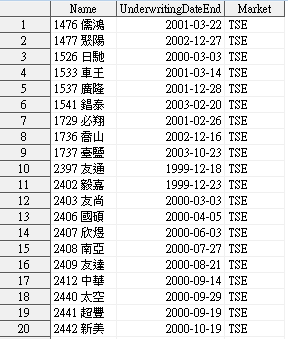 Name UnderwritingDateEnd Market
1 1476 儒鴻 2001-03-22 TSE
2 1477 聚陽 2002-12-27 TSE
3 1526 日馳 2000-03-03 TSE
4 1533 車王 2001-03-14 TSE
5 1537 廣隆 2001-12-28 TSE
6 1541 錩泰 2003-02-20 TSE
7 1729 必翔 2001-02-26 TSE
8 1736 喬山 2002-12-16 TSE
9 1737 臺鹽 2003-10-23 TSE
10 2397 友通 1999-12-18 TSE
11 2402 毅嘉 1999-12-23 TSE
12 2403 友尚 2000-03-03 TSE
13 2406 國碩 2000-04-05 TSE
14 2407 欣煜 2000-06-03 TSE
15 2408 南亞 2000-07-27 TSE
16 2409 友達 2000-08-21 TSE
17 2412 中華 2000-09-14 TSE
18 2440 太空 2000-09-29 TSE
19 2441 超豐 2000-09-19 TSE
20 2442 新美 2000-10-19 TSE